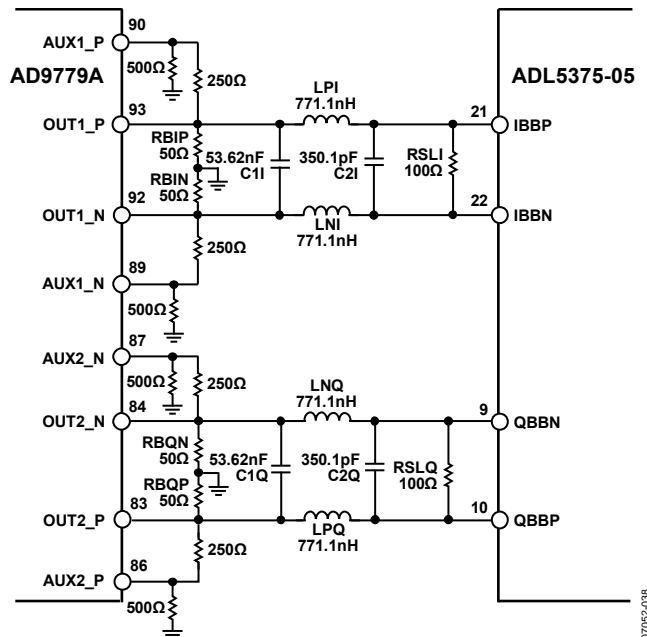 90
AUX1_P
500Ω
250Ω
AD9779A
ADL5375-05
LPI
771.1nH
93
21
OUT1_P
IBBP
RBIP
50Ω
53.62nF
C1I
350.1pF
C2I
RSLI
100Ω
RBIN
50Ω
92
22
OUT1_N
IBBN
LNI
771.1nH
250Ω
89
AUX1_N
500Ω
87
AUX2_N
500Ω
250Ω
LNQ
771.1nH
84
9
OUT2_N
QBBN
RBQN
50Ω
53.62nF
C1Q
350.1pF
C2Q
RSLQ
100Ω
RBQP
50Ω
83
10
OUT2_P
QBBP
LPQ
771.1nH
250Ω
86
AUX2_P
500Ω
07052-038